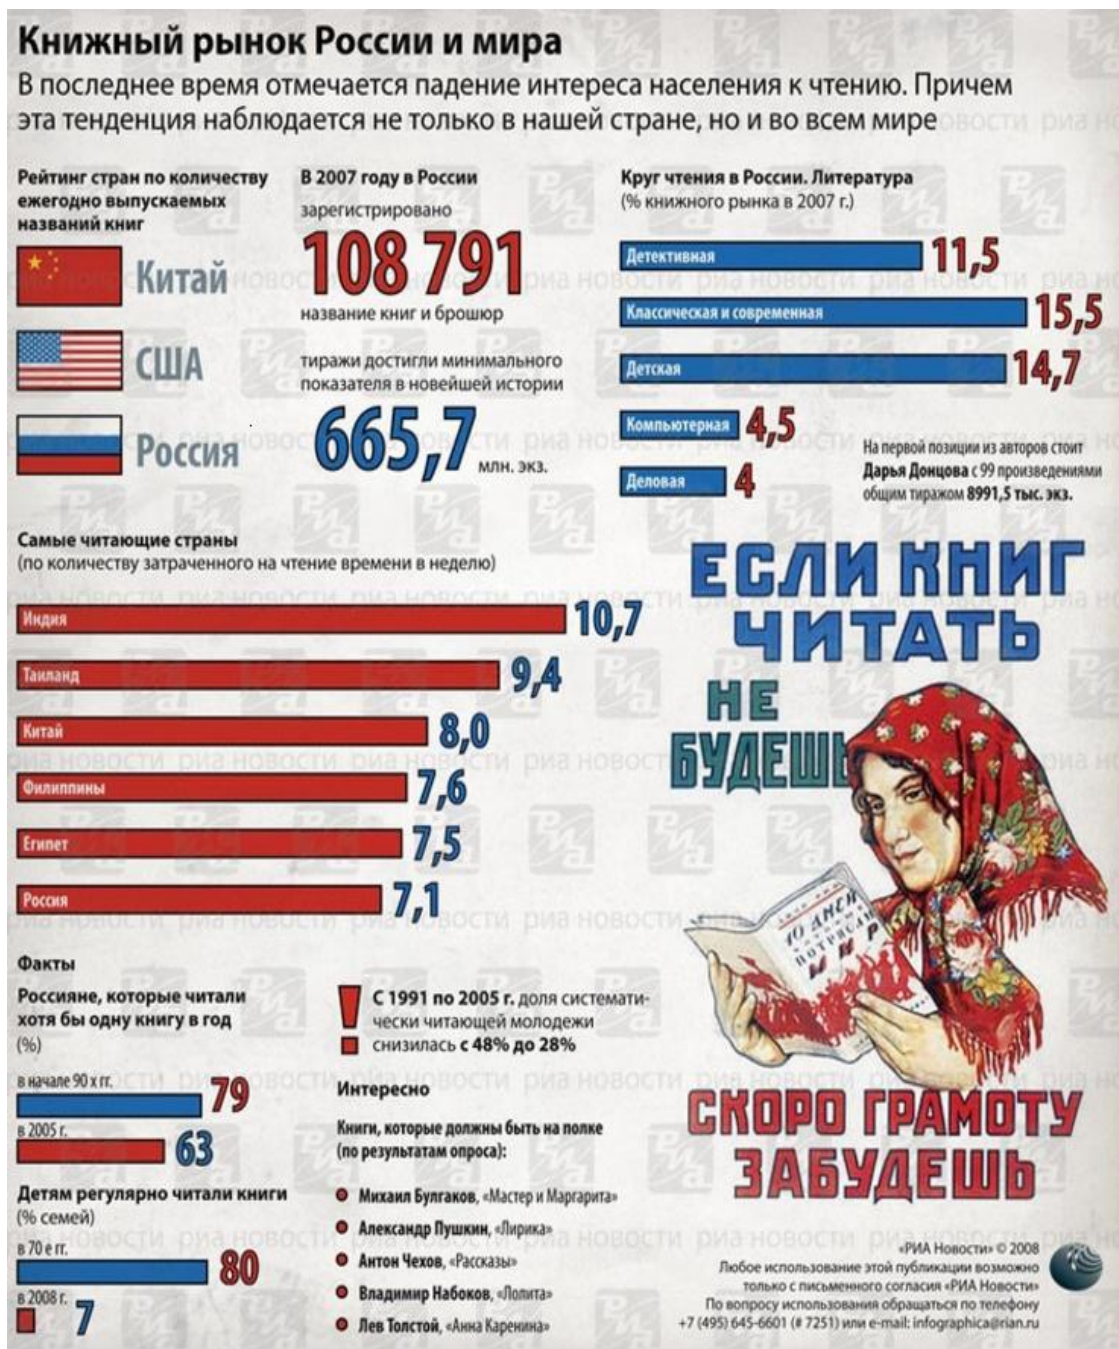 Книжный рынок России и мира
В последнее время отмечается падение интереса населения к чтению. Причем
эта тенденция наблюдается не только в нашей стране, но и во всем мире
Рейтинг стран по количеству
ежегодно выпускаемых
названий книг
Китай
США
Россия
В 2007 году в России
зарегистрировано
108 791
название книг и брошюр
тиражи достигли минимального
показателя в новейшей истории
665,7 млн. экз.
Круг чтения в России. Литература
(% книжного рынка в 2007 г.)
Детективная 11,5
Классическая и современная 15,5
Детская 14,7
Компьютерная 4,5
Деловая 4
На первой позиции из авторов стоит
Дарья Донцова с 99 произведениями
общим тиражом 8991,5 тыс. экз.
Самые читающие страны
(по количеству затраченного на чтение времени в неделю)
Индия 10,7
Таиланд 9,4
Китай 8,0
Филиппины 7,6
Египет 7,5
Россия 7,1
ЕСЛИ КНИГ
ЧИТАТЬ
НЕ
БУДЕШЬ
10 ДНЕЙ
ПОТРЯСЛИ
МИР
СКОРО ГРАМОТУ
ЗАБУДЕШЬ
Факты
Россияне, которые читали
хотя бы одну книгу в год
(%)
в начале 90 х гг. 79
в 2005 г. 63
Детям регулярно читали книги
(% семей)
в 70 е гг. 80
в 2008 г. 7
! С 1991 по 2005 г. доля системати-
чески читающей молодежи
снизилась с 48% до 28%
Интересно
Книги, которые должны быть на полке
(по результатам опроса):
Михаил Булгаков, «Мастер и Маргарита»
Александр Пушкин, «Лирика»
Антон Чехов, «Рассказы»
Владимир Набоков, «Лолита»
Лев Толстой, «Анна Каренина»
«РИА Новости» © 2008
Любое использование этой публикации возможно
только с письменного согласия «РИА Новости»
По вопросу использования обращаться по телефону
+7 (495) 645-6601 (# 7251) или e-mail: infographica@rian.ru